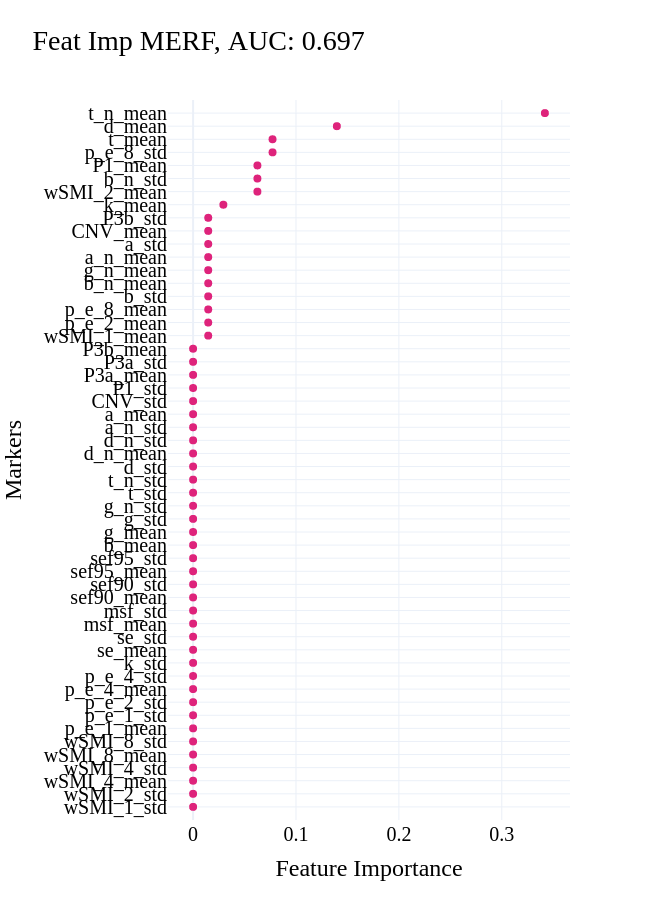 Feat Imp MERF, AUC: 0.697
t_n_mean
d_mean
t_mean
p_e_8_std
P1_mean
b_n_std
wSMI_2_mean
k_mean
P3b_std
CNV_mean
a_std
a_n_mean
g_n_mean
b_n_mean
b_std
p_e_8_mean
p_e_2_mean
wSMI_1_mean
P3b_mean
P3a_std
P3a_mean
P1_std
CNV_std
a_mean
a_n_std
d_n_std
d_n_mean
d_std
t_n_std
t_std
g_n_std
g_std
g_mean
b_mean
sef95_std
sef95_mean
sef90_std
sef90_mean
msf_std
msf_mean
se_std
se_mean
k_std
p_e_4_std
p_e_4_mean
p_e_2_std
p_e_1_std
p_e_1_mean
wSMI_8_std
wSMI_8_mean
wSMI_4_std
wSMI_4_mean
wSMI_2_std
wSMI_1_std
Markers
0 0.1 0.2 0.3
Feature Importance